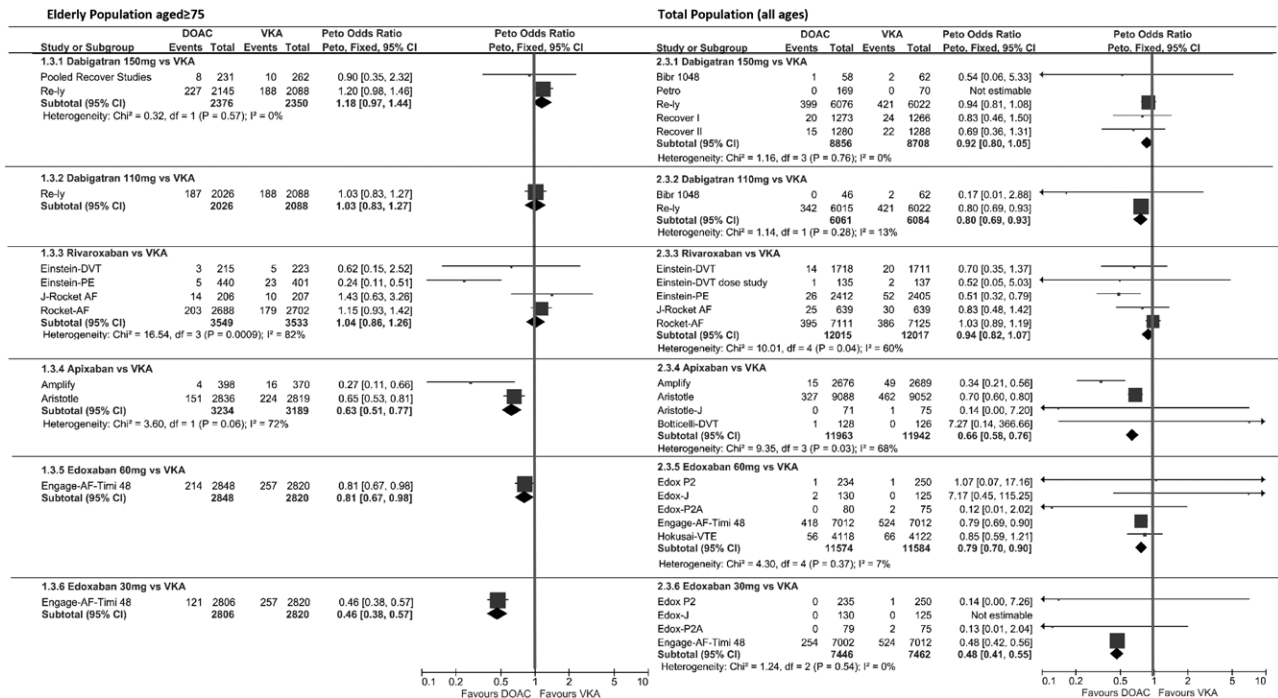 Elderly Population aged≥75
DOAC VKA Peto Odds Ratio Peto Odds Ratio
Study or Subgroup Events Total Events Total Peto, Fixed, 95% CI Peto, Fixed, 95% CI
1.3.1 Dabigatran 150mg vs VKA
Pooled Recover Studies 8 231 10 262 0.90 [0.35, 2.32]
Re-ly 227 2145 188 2088 1.20 [0.98, 1.46]
Subtotal (95% CI) 2376 2350 1.18 [0.97, 1.44]
Heterogeneity: Chi² = 0.32, df = 1 (P = 0.57); I² = 0%
1.3.2 Dabigatran 110mg vs VKA
Re-ly 187 2026 188 2088 1.03 [0.83, 1.27]
Subtotal (95% CI) 2026 2088 1.03 [0.83, 1.27]
1.3.3 Rivaroxaban vs VKA
Einstein-DVT 3 215 5 223 0.62 [0.15, 2.52]
Einstein-PE 5 440 23 401 0.24 [0.11, 0.51]
J-Rocket AF 14 206 10 207 1.43 [0.63, 3.26]
Rocket-AF 203 2688 179 2702 1.15 [0.93, 1.42]
Subtotal (95% CI) 3549 3533 1.04 [0.86, 1.26]
Heterogeneity: Chi² = 16.54, df = 3 (P = 0.0009); I² = 82%
1.3.4 Apixaban vs VKA
Amplify 4 398 16 370 0.27 [0.11, 0.66]
Aristotle 151 2836 224 2819 0.65 [0.53, 0.81]
Subtotal (95% CI) 3234 3189 0.63 [0.51, 0.77]
Heterogeneity: Chi² = 3.60, df = 1 (P = 0.06); I² = 72%
1.3.5 Edoxaban 60mg vs VKA
Engage-AF-Timi 48 214 2848 257 2820 0.81 [0.67, 0.98]
Subtotal (95% CI) 2848 2820 0.81 [0.67, 0.98]
1.3.6 Edoxaban 30mg vs VKA
Engage-AF-Timi 48 121 2806 257 2820 0.46 [0.38, 0.57]
Subtotal (95% CI) 2806 2820 0.46 [0.38, 0.57]
0.1 0.2 0.5 1 2 5 10
Favours DOAC Favours VKA
Total Population (all ages)
DOAC VKA Peto Odds Ratio Peto Odds Ratio
Study or Subgroup Events Total Events Total Peto, Fixed, 95% CI Peto, Fixed, 95% CI
2.3.1 Dabigatran 150mg vs VKA
Bibr 1048 1 58 2 62 0.54 [0.06, 5.33]
Petro 0 169 0 70 Not estimable
Re-ly 399 6076 421 6022 0.94 [0.81, 1.08]
Recover I 20 1273 24 1266 0.83 [0.46, 1.50]
Recover II 15 1280 22 1288 0.69 [0.36, 1.31]
Subtotal (95% CI) 8856 8708 0.92 [0.80, 1.05]
Heterogeneity: Chi² = 1.16, df = 3 (P = 0.76); I² = 0%
2.3.2 Dabigatran 110mg vs VKA
Bibr 1048 0 46 2 62 0.17 [0.01, 2.88]
Re-ly 342 6015 421 6022 0.80 [0.69, 0.93]
Subtotal (95% CI) 6061 6084 0.80 [0.69, 0.93]
Heterogeneity: Chi² = 1.14, df = 1 (P = 0.28); I² = 13%
2.3.3 Rivaroxaban vs VKA
Einstein-DVT 14 1718 20 1711 0.70 [0.35, 1.37]
Einstein-DVT dose study 1 135 2 137 0.52 [0.05, 5.03]
Einstein-PE 26 2412 52 2405 0.51 [0.32, 0.79]
J-Rocket AF 25 639 30 639 0.83 [0.48, 1.42]
Rocket-AF 395 7111 386 7125 1.03 [0.89, 1.19]
Subtotal (95% CI) 12015 12017 0.94 [0.82, 1.07]
Heterogeneity: Chi² = 10.01, df = 4 (P = 0.04); I² = 60%
2.3.4 Apixaban vs VKA
Amplify 15 2676 49 2689 0.34 [0.21, 0.56]
Aristotle 327 9088 462 9052 0.70 [0.60, 0.80]
Aristotle-J 0 71 1 75 0.14 [0.00, 7.20]
Botticelli-DVT 1 128 0 126 7.27 [0.14, 366.66]
Subtotal (95% CI) 11963 11942 0.66 [0.58, 0.76]
Heterogeneity: Chi² = 9.35, df = 3 (P = 0.03); I² = 68%
2.3.5 Edoxaban 60mg vs VKA
Edox P2 1 234 1 250 1.07 [0.07, 17.16]
Edox-J 2 130 0 125 7.17 [0.45, 115.25]
Edox-P2A 0 80 2 75 0.12 [0.01, 2.02]
Engage-AF-Timi 48 418 7012 524 7012 0.79 [0.69, 0.90]
Hokusai-VTE 56 4118 66 4122 0.85 [0.59, 1.21]
Subtotal (95% CI) 11574 11584 0.79 [0.70, 0.90]
Heterogeneity: Chi² = 4.30, df = 4 (P = 0.37); I² = 7%
2.3.6 Edoxaban 30mg vs VKA
Edox P2 0 235 1 250 0.14 [0.00, 7.26]
Edox-J 0 130 0 125 Not estimable
Edox-P2A 0 79 2 75 0.13 [0.01, 2.04]
Engage-AF-Timi 48 254 7002 524 7012 0.48 [0.42, 0.56]
Subtotal (95% CI) 7446 7462 0.48 [0.41, 0.55]
Heterogeneity: Chi² = 1.24, df = 2 (P = 0.54); I² = 0%
0.1 0.2 0.5 1 2 5 10
Favours DOAC Favours VKA